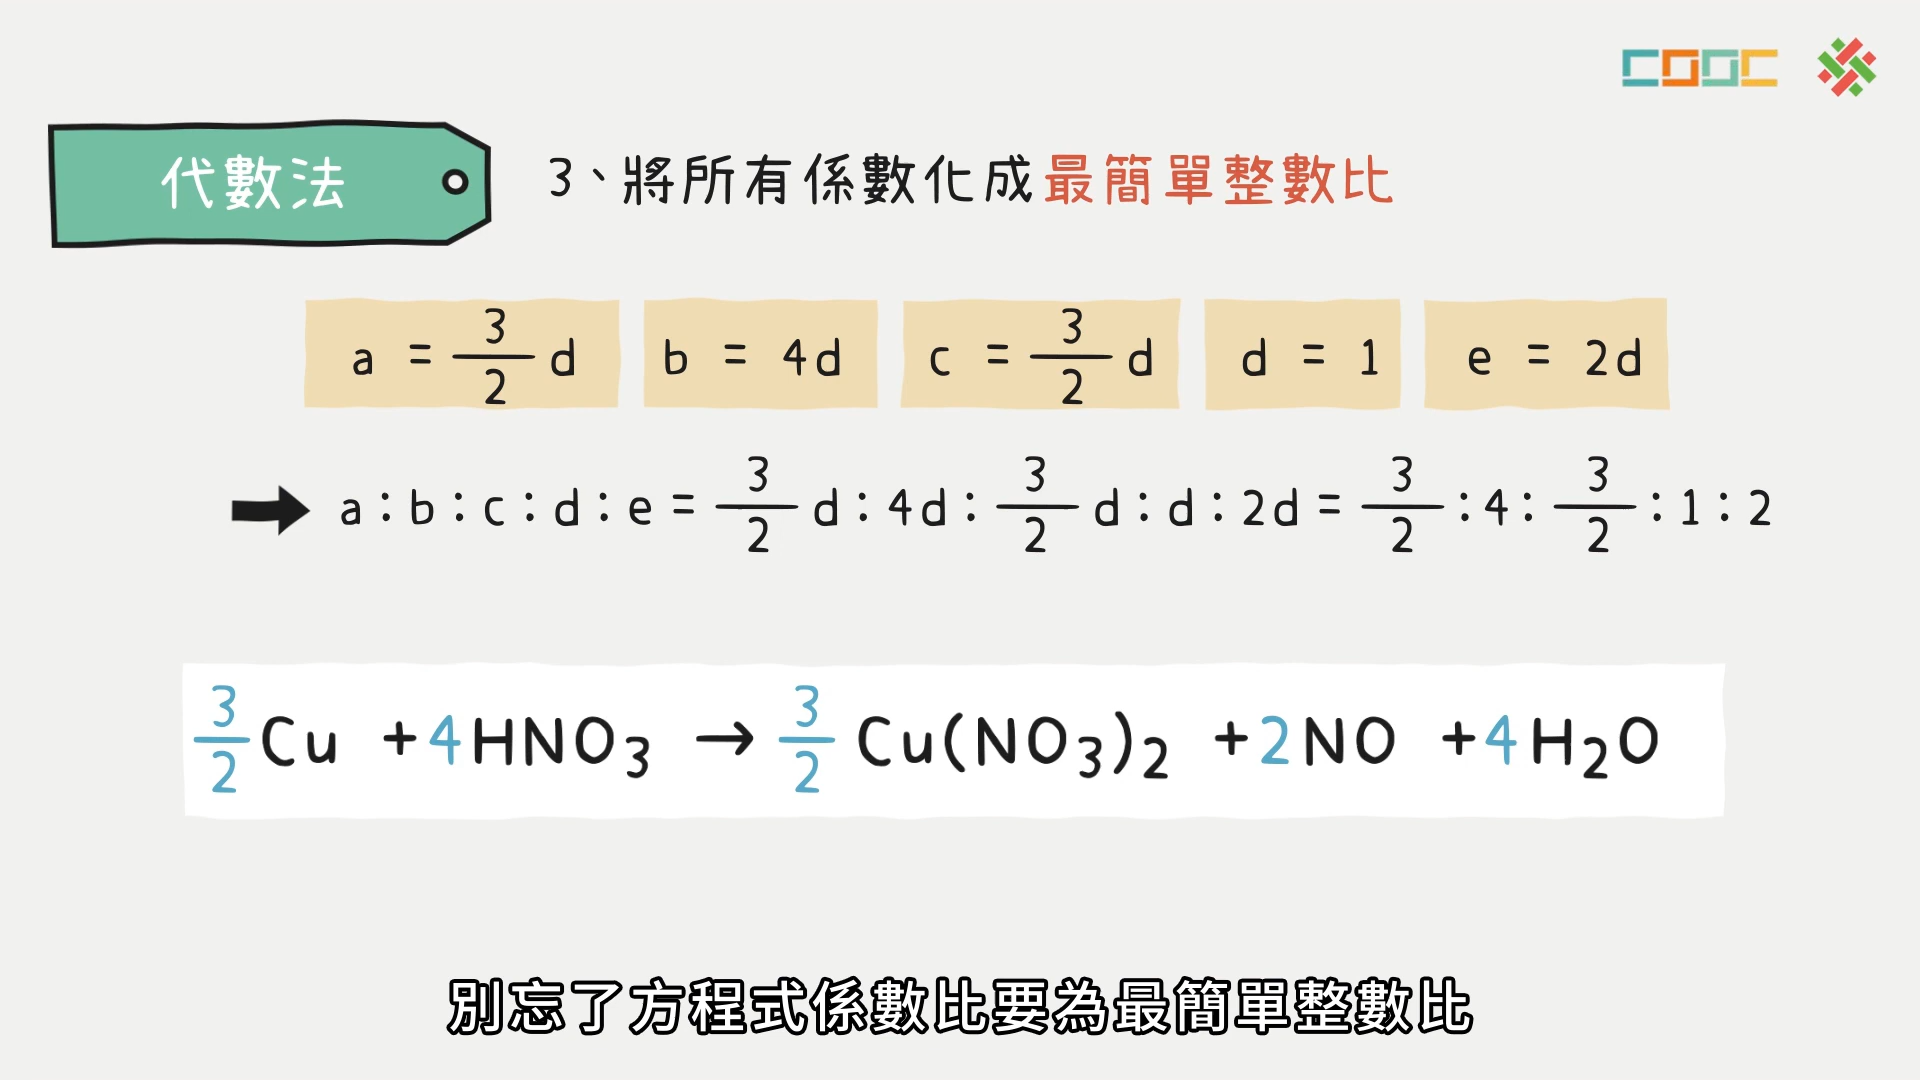 COOC
代數法
3、將所有係數化成最簡單整數比
a = 3/2 d b = 4d c = 3/2 d d = 1 e = 2d
a:b:c:d:e = 3/2 d:4d:3/2 d:d:2d = 3/2:4:3/2:1:2
3/2 Cu + 4HNO₃ → 3/2 Cu(NO₃)₂ + 2NO + 4H₂O
別忘了方程式係數比要為最簡單整數比